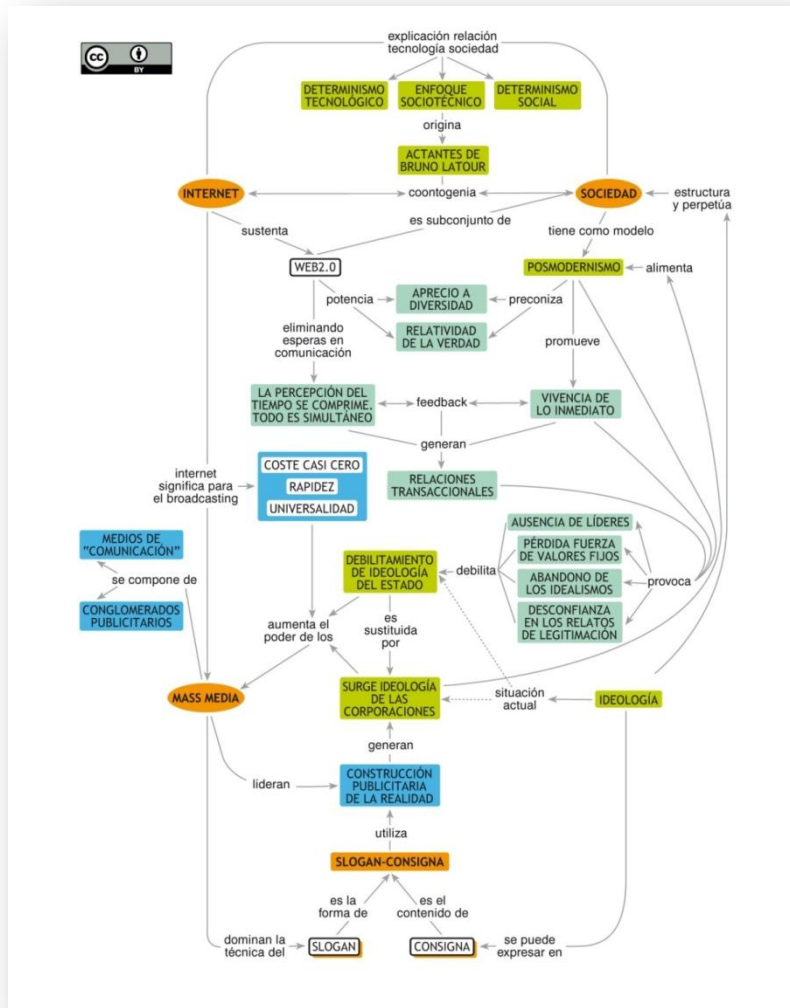 explicación relación
tecnología sociedad
cc
BY
DETERMINISMO
TECNOLÓGICO
ENFOQUE
SOCIOTÉCNICO
DETERMINISMO
SOCIAL
origina
ACTANTES DE
BRUNO LATOUR
INTERNET
coontogenia
SOCIEDAD
estructura
y perpetúa
sustenta
es subconjunto de
tiene como modelo
WEB2.0
POSMODERNISMO
alimenta
potencia
APRECIO A
DIVERSIDAD
preconiza
eliminando
esperas en
comunicación
RELATIVIDAD
DE LA VERDAD
promueve
LA PERCEPCIÓN DEL
TIEMPO SE COMPRIME.
TODO ES SIMULTÁNEO
feedback
VIVENCIA DE
LO INMEDIATO
generan
internet
significa para
el broadcasting
COSTE CASI CERO
RAPIDEZ
UNIVERSALIDAD
RELACIONES
TRANSACCIONALES
MEDIOS DE
"COMUNICACIÓN"
se compone de
CONGLOMERADOS
PUBLICITARIOS
DEBILITAMIENTO
DE IDEOLOGÍA
DEL ESTADO
debilita
AUSENCIA DE LÍDERES
PÉRDIDA FUERZA
DE VALORES FIJOS
ABANDONO DE
LOS IDEALISMOS
DESCONFIANZA
EN LOS RELATOS
DE LEGITIMACIÓN
provoca
aumenta el
poder de los
es
sustituida
por
MASS MEDIA
SURGE IDEOLOGÍA
DE LAS
CORPORACIONES
situación
actual
IDEOLOGÍA
generan
lideran
CONSTRUCCIÓN
PUBLICITARIA
DE LA REALIDAD
utiliza
SLOGAN-CONSIGNA
es la
forma de
es el
contenido de
dominan la
técnica del
SLOGAN
CONSIGNA
se puede
expresar en